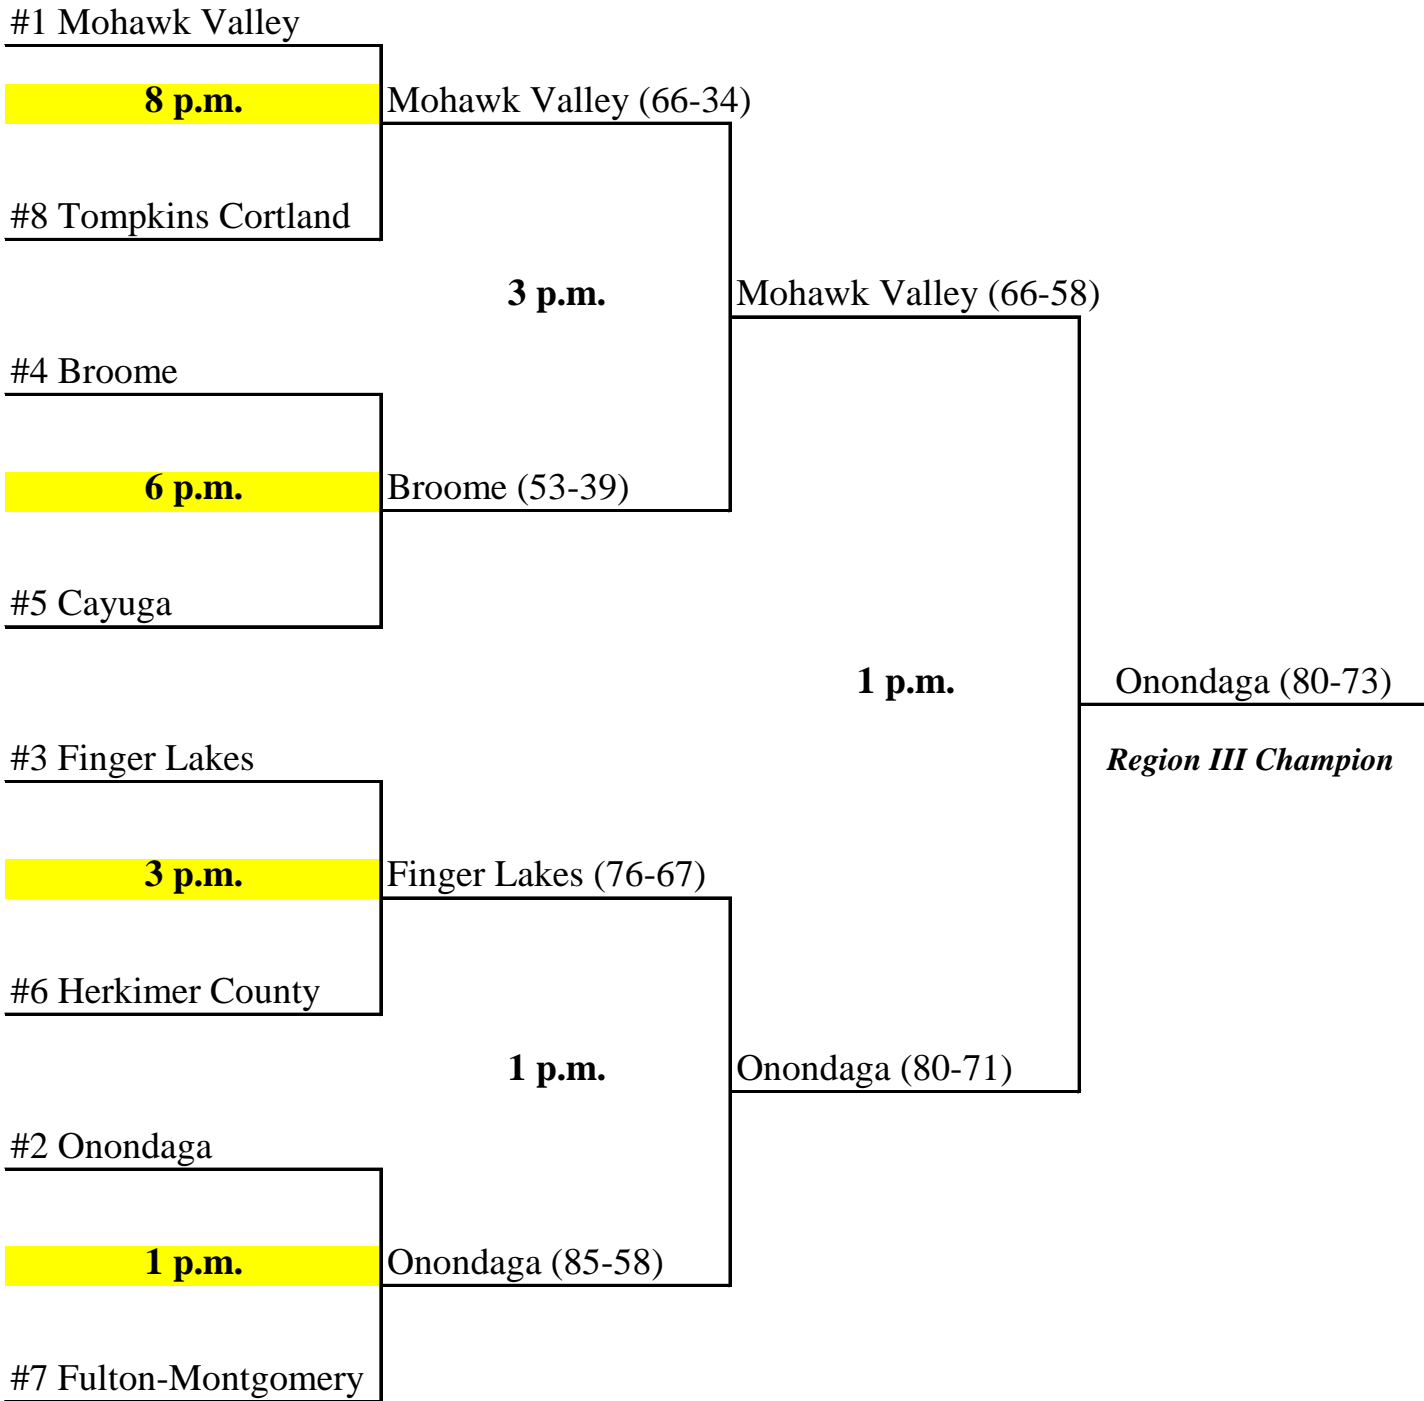 #1 Mohawk Valley
8 p.m.
Mohawk Valley (66-34)
#8 Tompkins Cortland
3 p.m.
Mohawk Valley (66-58)
#4 Broome
6 p.m.
Broome (53-39)
#5 Cayuga
1 p.m.
Onondaga (80-73)
Region III Champion
#3 Finger Lakes
3 p.m.
Finger Lakes (76-67)
#6 Herkimer County
1 p.m.
Onondaga (80-71)
#2 Onondaga
1 p.m.
Onondaga (85-58)
#7 Fulton-Montgomery